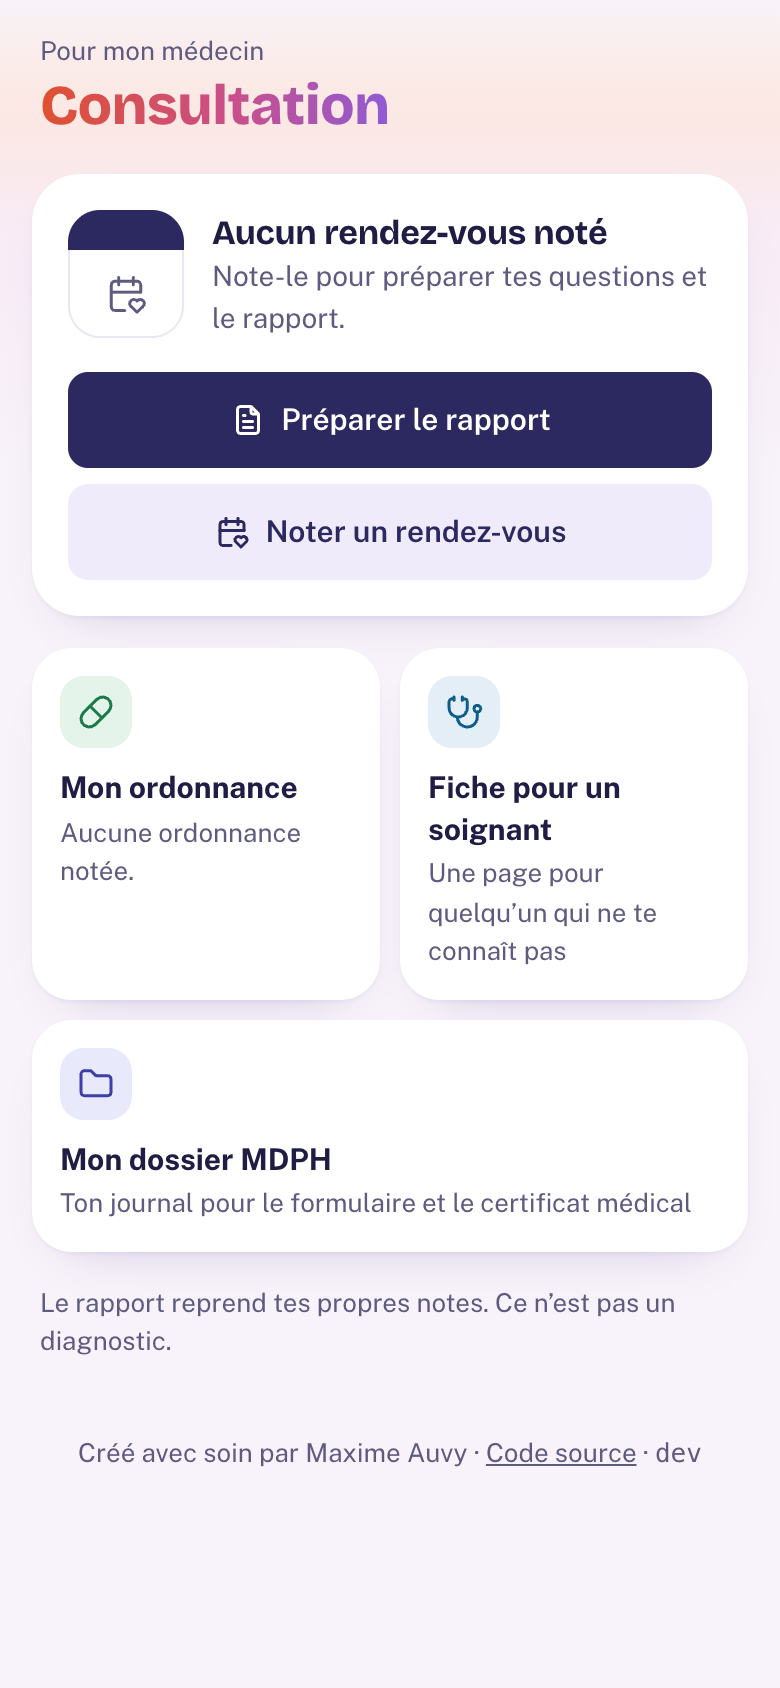 Pour mon médecin
Consultation
Aucun rendez-vous noté
Note-le pour préparer tes questions et
le rapport.
Préparer le rapport
Noter un rendez-vous
Mon ordonnance
Aucune ordonnance
notée.
Fiche pour un
soignant
Une page pour
quelqu’un qui ne te
connaît pas
Mon dossier MDPH
Ton journal pour le formulaire et le certificat médical
Le rapport reprend tes propres notes. Ce n’est pas un
diagnostic.
Créé avec soin par Maxime Auvy · Code source · dev